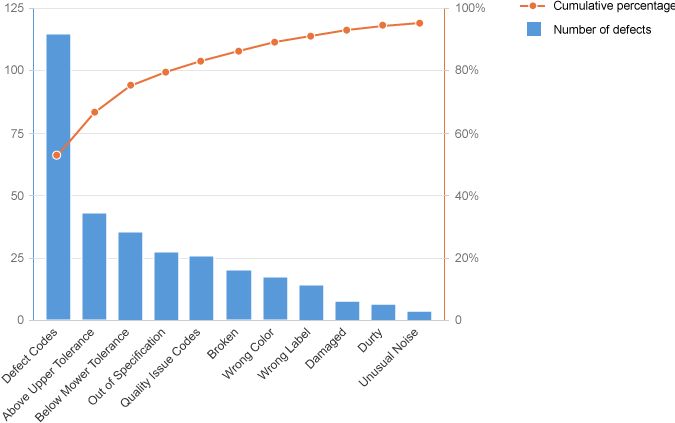 125
100
75
50
25
0
100%
80%
60%
40%
20%
0
Cumulative percentage
Number of defects
Defect Codes
Above Upper Tolerance
Below Mower Tolerance
Out of Specification
Quality Issue Codes
Broken
Wrong Color
Wrong Label
Damaged
Durty
Unusual Noise